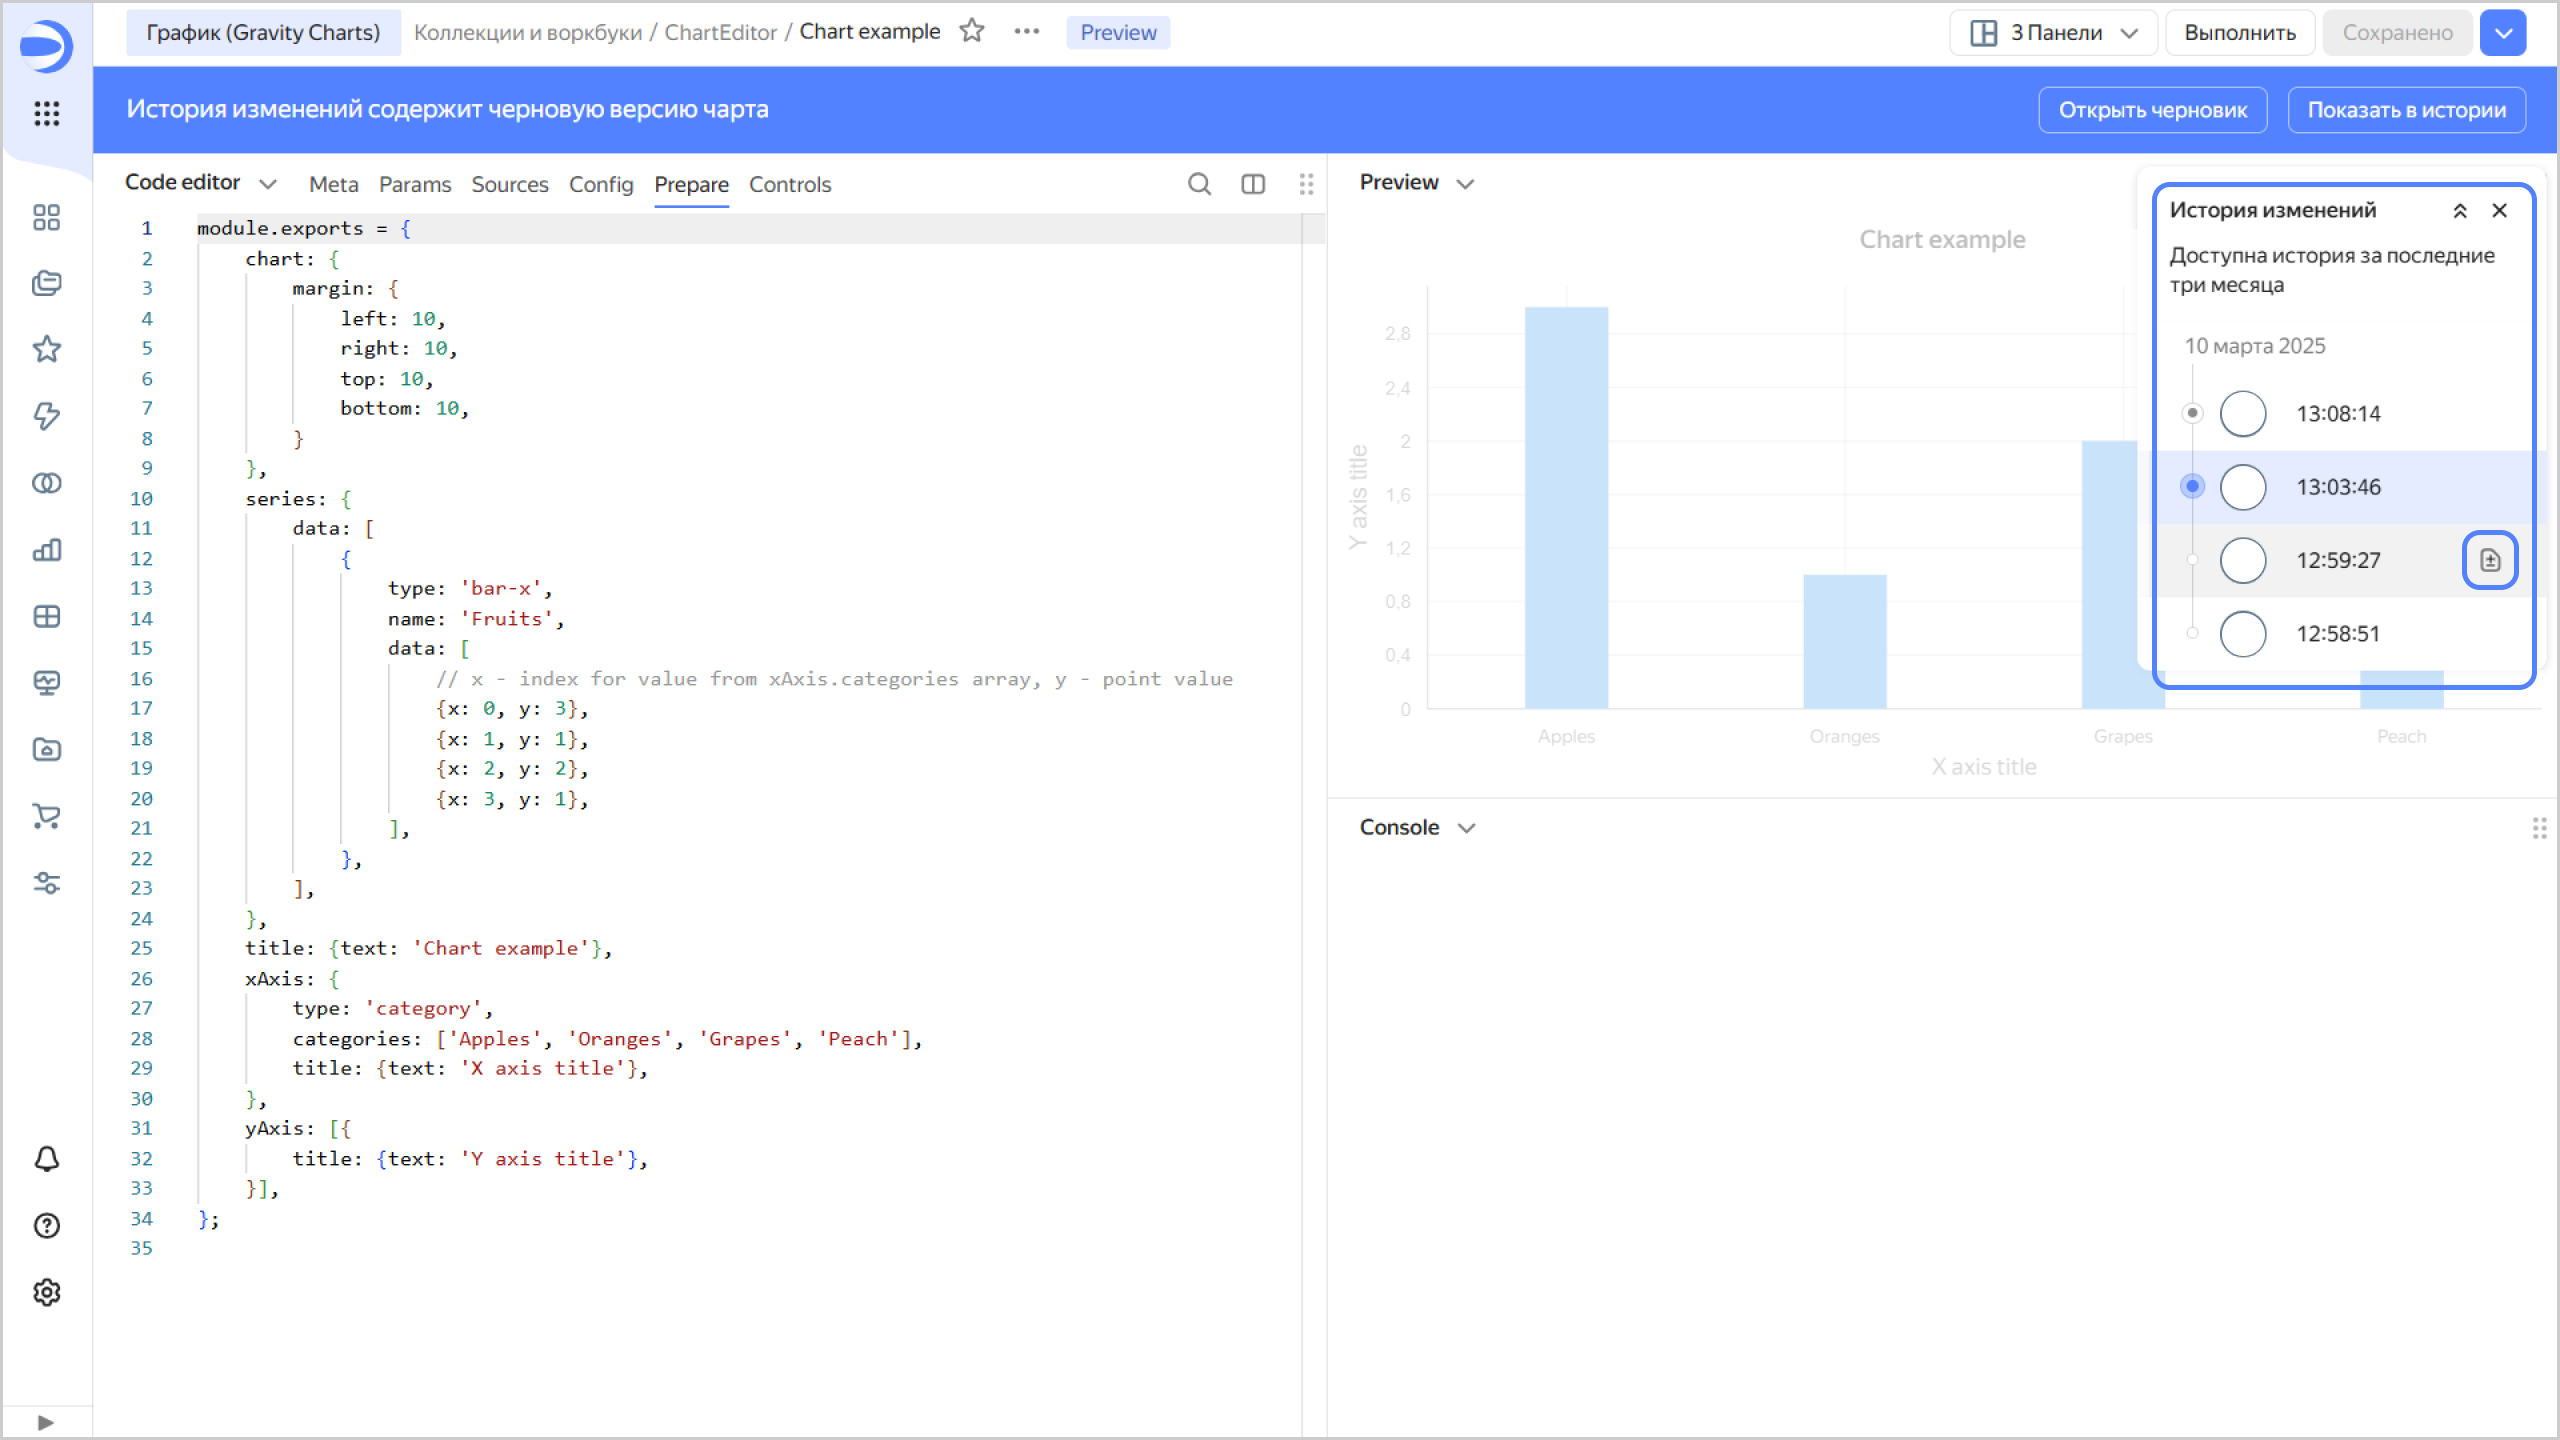 График (Gravity Charts) Коллекции и воркбуки / ChartEditor / Chart example Preview 3 Панели Выполнить Сохранено
История изменений содержит черновую версию чарта Открыть черновик Показать в истории
Code editor Meta Params Sources Config Prepare Controls
1 module.exports = {
2 chart: {
3 margin: {
4 left: 10,
5 right: 10,
6 top: 10,
7 bottom: 10,
8 }
9 },
10 series: {
11 data: [
12 {
13 type: 'bar-x',
14 name: 'Fruits',
15 data: [
16 // x - index for value from xAxis.categories array, y - point value
17 {x: 0, y: 3},
18 {x: 1, y: 1},
19 {x: 2, y: 2},
20 {x: 3, y: 1},
21 ],
22 },
23 ],
24 },
25 title: {text: 'Chart example'},
26 xAxis: {
27 type: 'category',
28 categories: ['Apples', 'Oranges', 'Grapes', 'Peach'],
29 title: {text: 'X axis title'},
30 },
31 yAxis: [{
32 title: {text: 'Y axis title'},
33 }],
34 };
35
Preview
Chart example
Y axis title
2,8
2,4
2
1,6
1,2
0,8
0,4
0
Apples Oranges Grapes Peach
X axis title
История изменений
Доступна история за последние
три месяца
10 марта 2025
13:08:14
13:03:46
12:59:27
12:58:51
Console